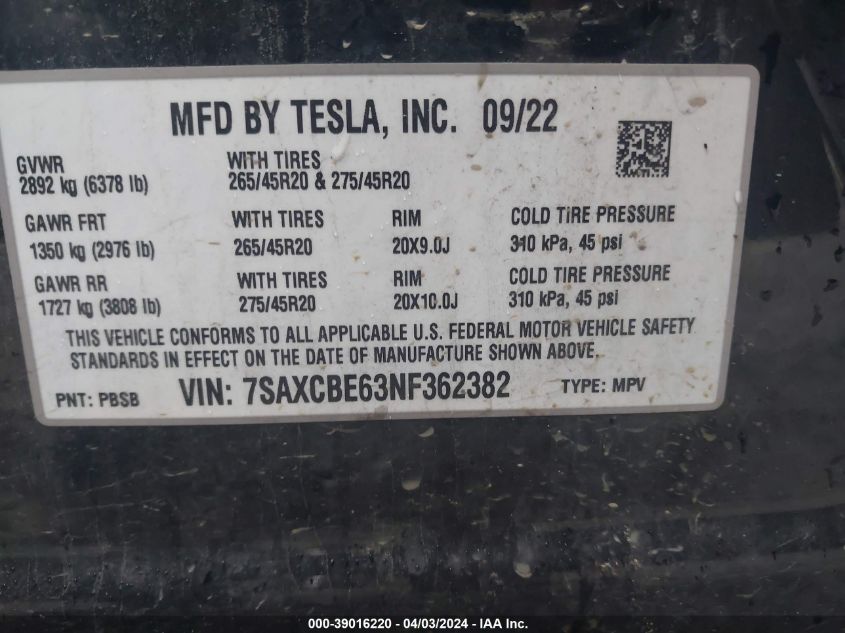 MFD BY TESLA, INC. 09/22
GVWR WITH TIRES
2892 kg (6378 lb) 265/45R20 & 275/45R20
GAWR FRT WITH TIRES RIM COLD TIRE PRESSURE
1350 kg (2976 lb) 265/45R20 20X9.0J 310 kPa, 45 psi
GAWR RR WITH TIRES RIM COLD TIRE PRESSURE
1727 kg (3808 lb) 275/45R20 20X10.0J 310 kPa, 45 psi
THIS VEHICLE CONFORMS TO ALL APPLICABLE U.S. FEDERAL MOTOR VEHICLE SAFETY
STANDARDS IN EFFECT ON THE DATE OF MANUFACTURE SHOWN ABOVE.
PNT: PBSB VIN: 7SAXCBE63NF362382 TYPE: MPV
000-39016220 - 04/03/2024 - IAA Inc.